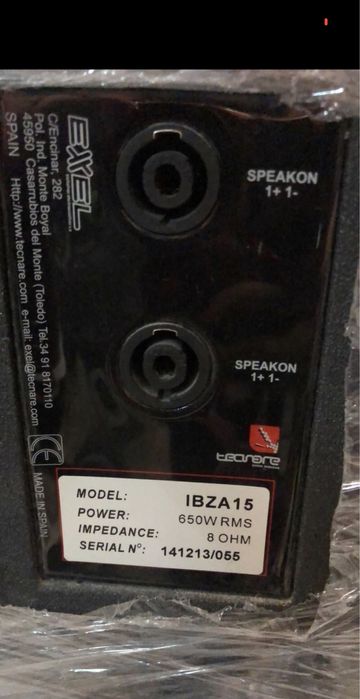 EXXEL
C/Encinar, 282
Pol. Ind. Monte Boyal
45950 Casarrubios del Monte (Toledo) Tel.34 91 8170110
SPAIN Http://www.tecnare.com e-mail: exel@tecnare.com
SPEAKON
1+ 1-
SPEAKON
1+ 1-
tecnare
CE MADE IN SPAIN
MODEL: IBZA15
POWER: 650W RMS
IMPEDANCE: 8 OHM
SERIAL Nº: 141213/055